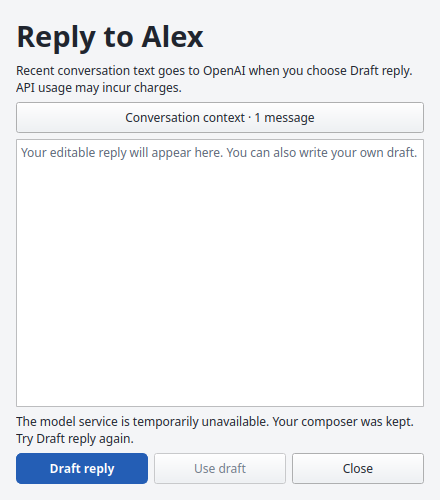 Reply to Alex
Recent conversation text goes to OpenAI when you choose Draft reply.
API usage may incur charges.
Conversation context · 1 message
Your editable reply will appear here. You can also write your own draft.
The model service is temporarily unavailable. Your composer was kept.
Try Draft reply again.
Draft reply
Use draft
Close